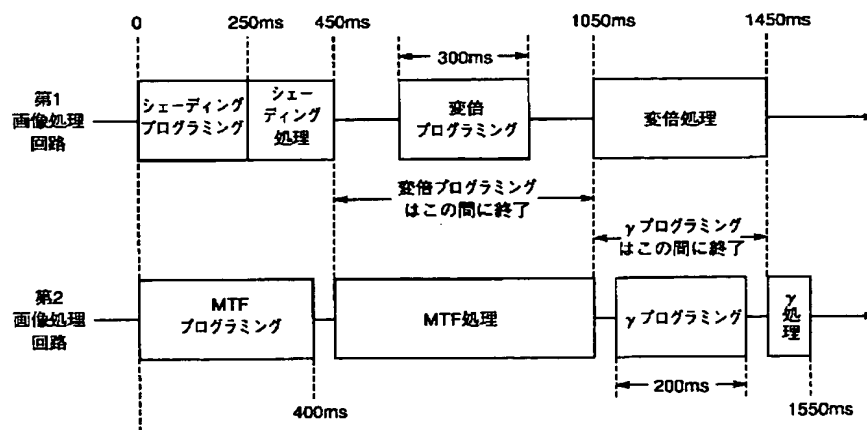 0
250ms
450ms
1050ms
1450ms
300ms
第1
画像処理
回路
シェーディング
プログラミング
シェー
ディング
処理
変倍
プログラミング
変倍処理
変倍プログラミング
はこの間に終了
γプログラミング
はこの間に終了
第2
画像処理
回路
MTF
プログラミング
MTF処理
γプログラミング
γ
処
理
200ms
400ms
1550ms